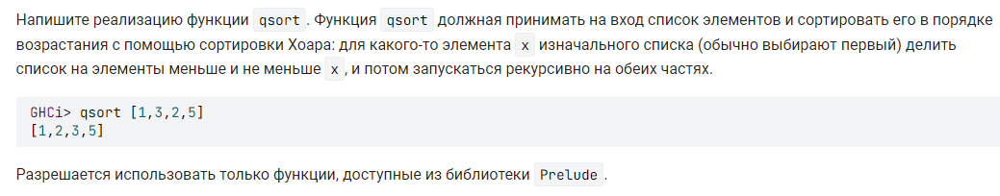 Напишите реализацию функции qsort. Функция qsort должная принимать на вход список элементов и сортировать его в порядке
возрастания с помощью сортировки Хоара: для какого-то элемента x изначального списка (обычно выбирают первый) делить
список на элементы меньше и не меньше x, и потом запускаться рекурсивно на обеих частях.
GHCi> qsort [1,3,2,5]
[1,2,3,5]
Разрешается использовать только функции, доступные из библиотеки Prelude.